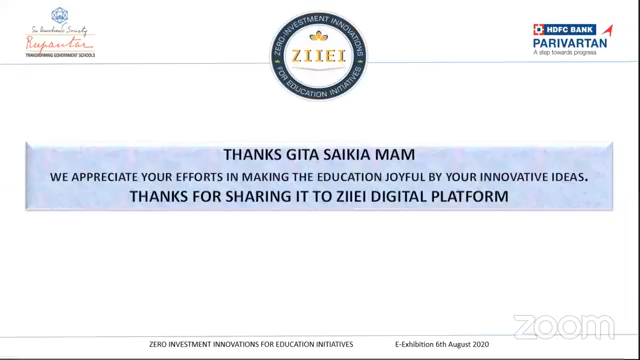 Sri Aurobindo Society
Rupantar
TRANSFORMING GOVERNMENT SCHOOLS
ZERO INVESTMENT INNOVATIONS
ZIIEI
FOR EDUCATION INITIATIVES
HDFC BANK
PARIVARTAN
A step towards progress
THANKS GITA SAIKIA MAM
WE APPRECIATE YOUR EFFORTS IN MAKING THE EDUCATION JOYFUL BY YOUR INNOVATIVE IDEAS.
THANKS FOR SHARING IT TO ZIIEI DIGITAL PLATFORM
zoom
ZERO INVESTMENT INNOVATIONS FOR EDUCATION INITIATIVES E-Exhibition 6th August 2020